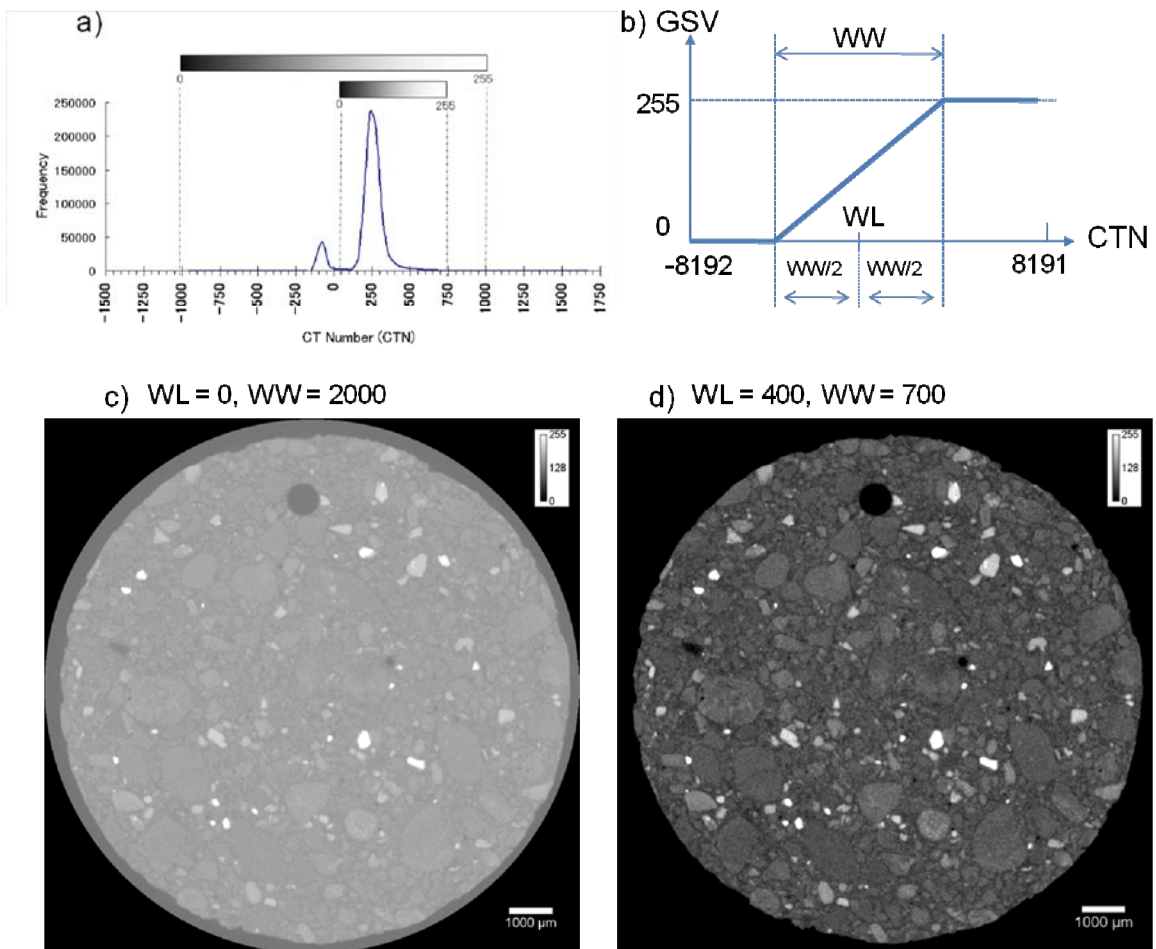 a)
0
255
0
255
250000
200000
150000
100000
50000
0
Frequency
-1500
-1250
-1000
-750
-500
-250
0
250
500
750
1000
1250
1500
1750
CT Number (CTN)
b) GSV
WW
255
WL
0
CTN
-8192
WW/2
WW/2
8191
c) WL = 0, WW = 2000
255
128
0
1000 µm
d) WL = 400, WW = 700
255
128
0
1000 µm